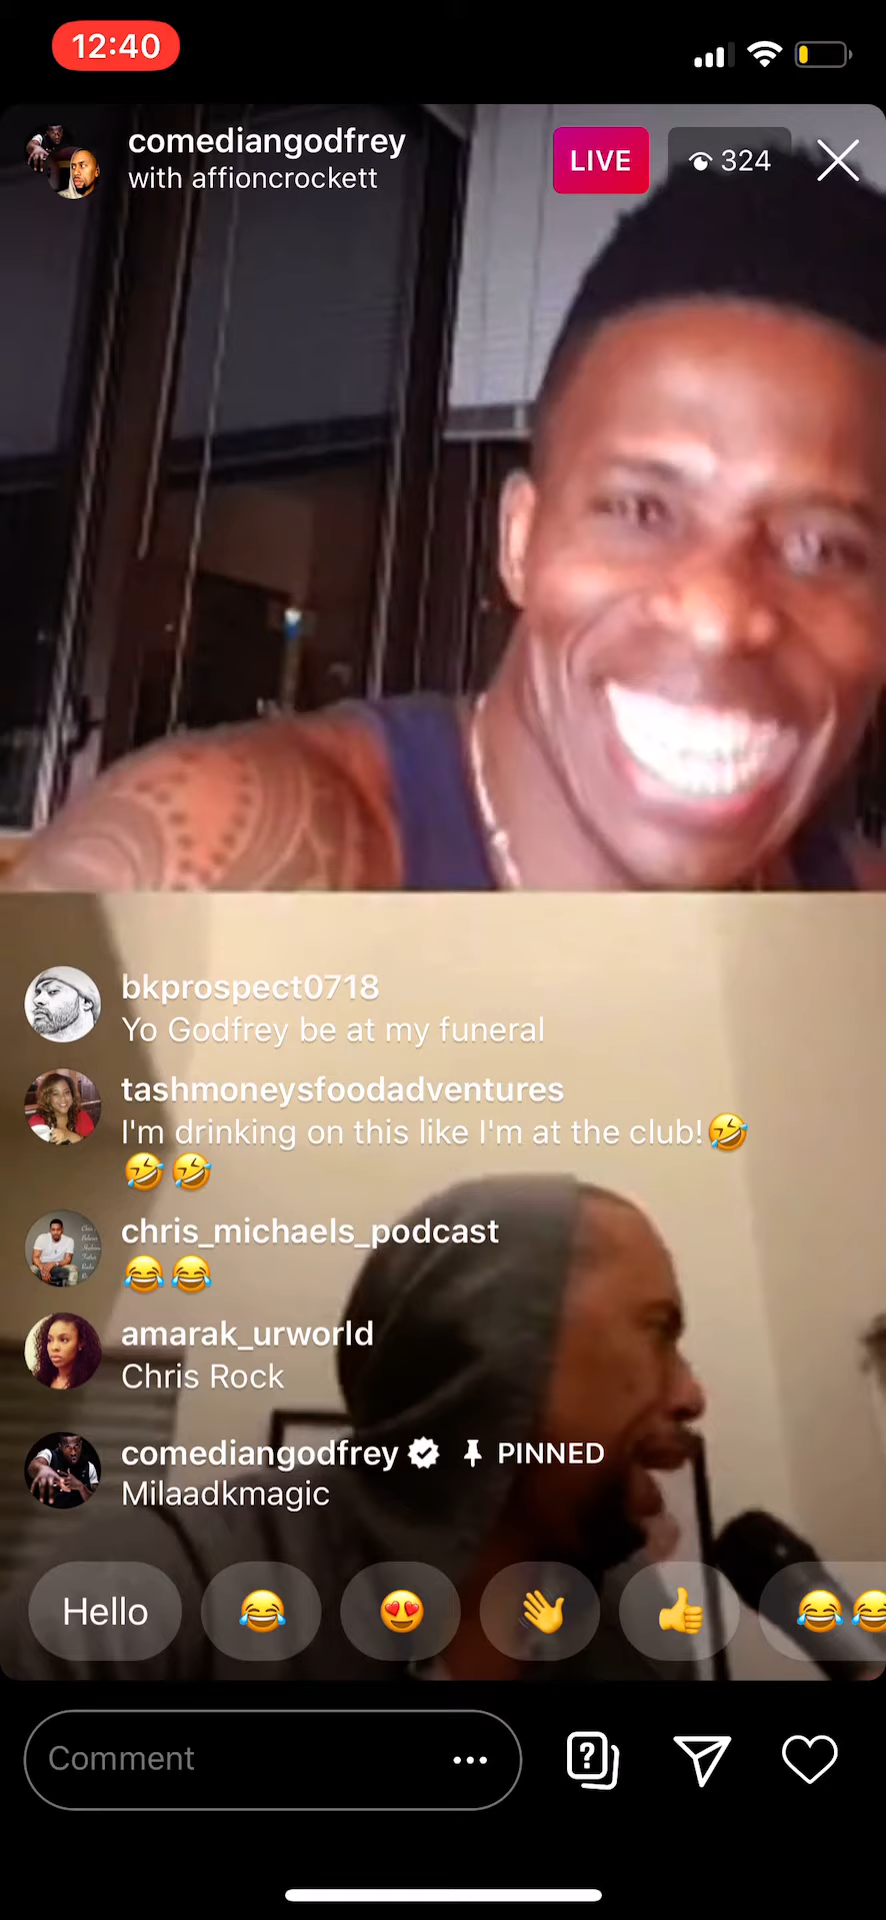 12:40
comediangodfrey
with affioncrockett
LIVE
324
bkprospect0718
Yo Godfrey be at my funeral
tashmoneysfoodadventures
I'm drinking on this like I'm at the club!🤣
🤣🤣
chris_michaels_podcast
😂😂
amarak_urworld
Chris Rock
comediangodfrey PINNED
Milaadkmagic
Hello 😂 😍 👋 👍 😂😂
Comment